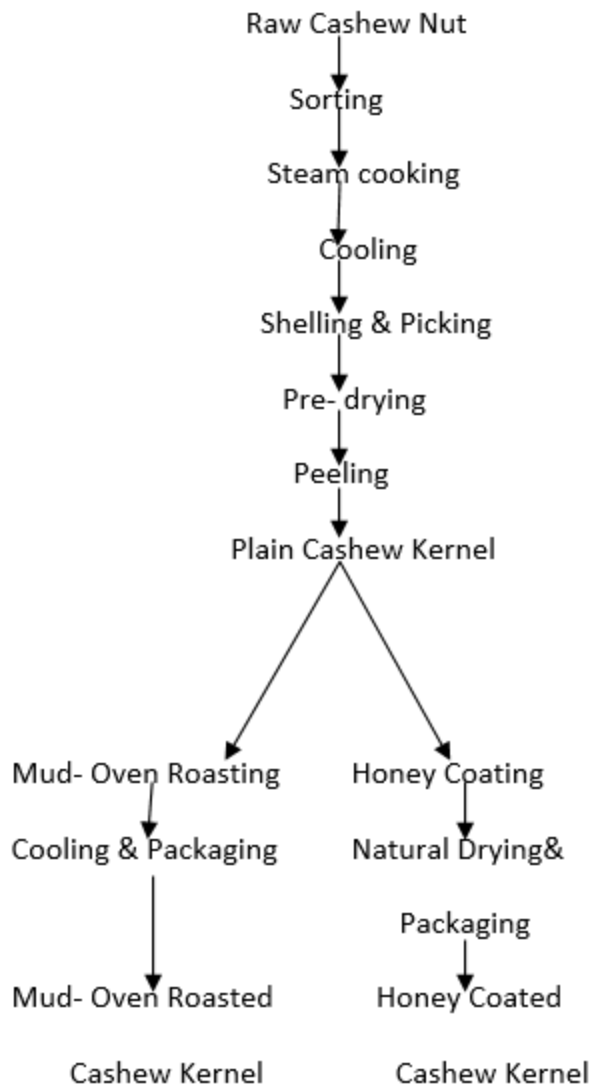 Raw Cashew Nut
Sorting
Steam cooking
Cooling
Shelling & Picking
Pre- drying
Peeling
Plain Cashew Kernel
Mud- Oven Roasting
Honey Coating
Cooling & Packaging
Natural Drying&
Packaging
Mud- Oven Roasted
Honey Coated
Cashew Kernel
Cashew Kernel